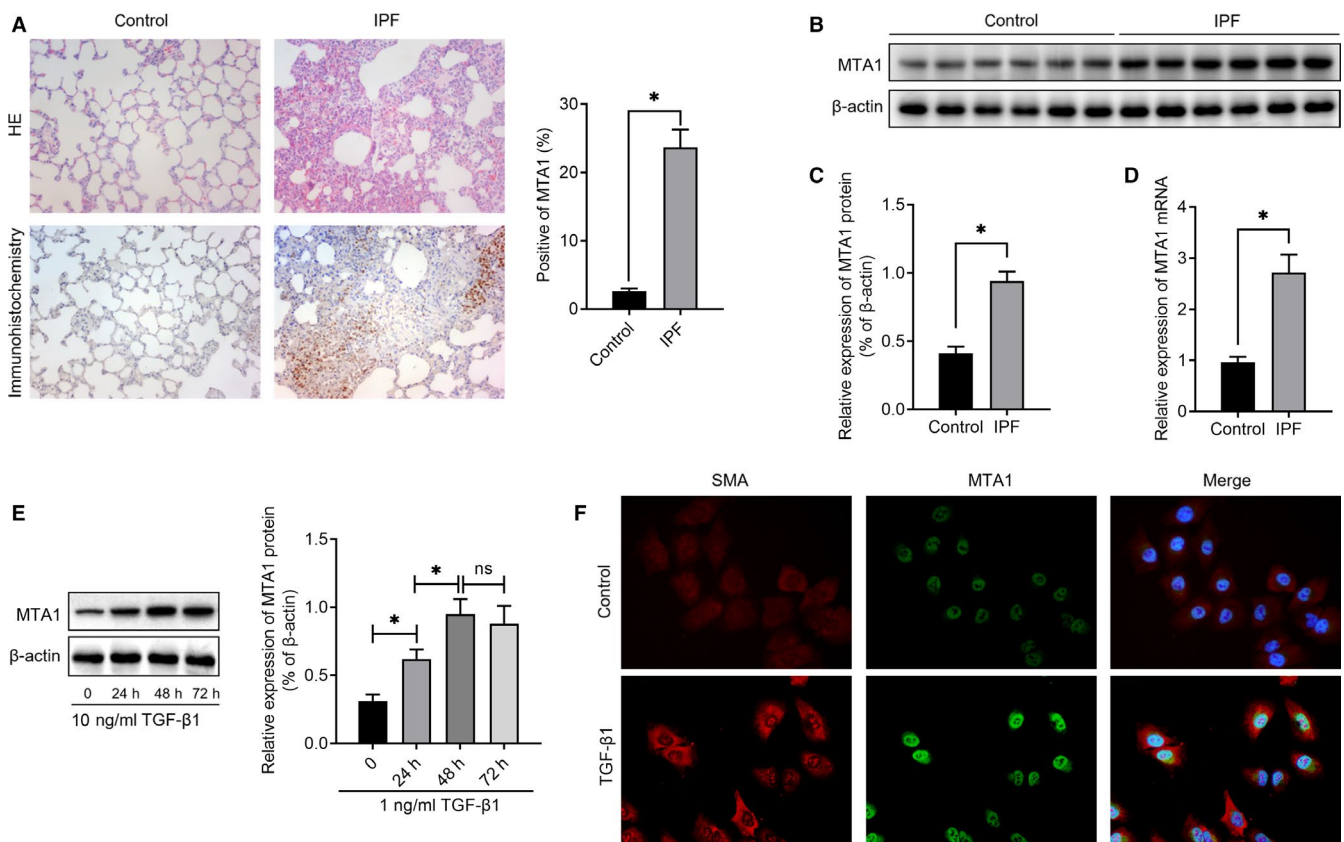 A
Control
IPF
HE
Immunohistochemistry
Positive of MTA1 (%)
30
20
10
0
*
Control
IPF
B
Control
IPF
MTA1
β-actin
C
Relative expression of MTA1 protein
(% of β-actin)
1.5
1.0
0.5
0.0
*
Control
IPF
D
Relative expression of MTA1 mRNA
4
3
2
1
0
*
Control
IPF
E
MTA1
β-actin
0 24 h 48 h 72 h
10 ng/ml TGF-β1
Relative expression of MTA1 protein
(% of β-actin)
1.5
1.0
0.5
0.0
*
*
ns
0
24 h
48 h
72 h
1 ng/ml TGF-β1
F
SMA
MTA1
Merge
Control
TGF-β1